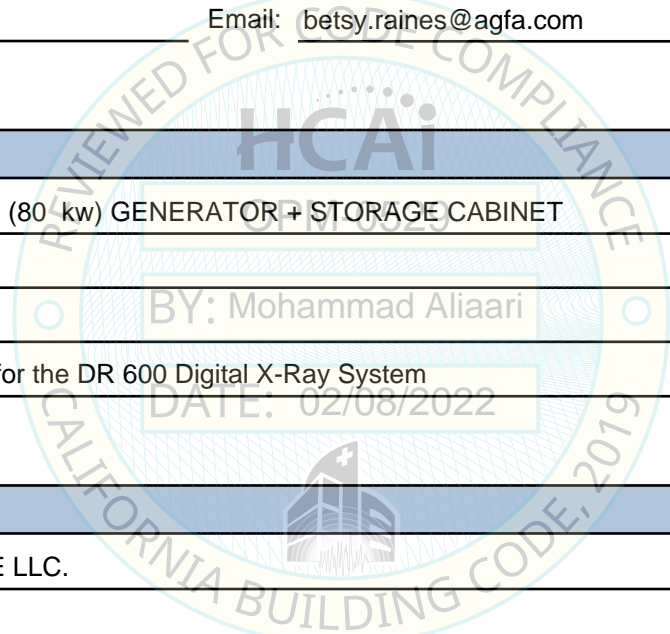 Email: betsy.raines@agfa.com
REVIEWED FOR CODE COMPLIANCE
HCAi
(80 kw) GENERATOR + STORAGE CABINET
OPM-0529
BY: Mohammad Aliaari
for the DR 600 Digital X-Ray System
DATE: 02/08/2022
E LLC.
CALIFORNIA BUILDING CODE, 2019